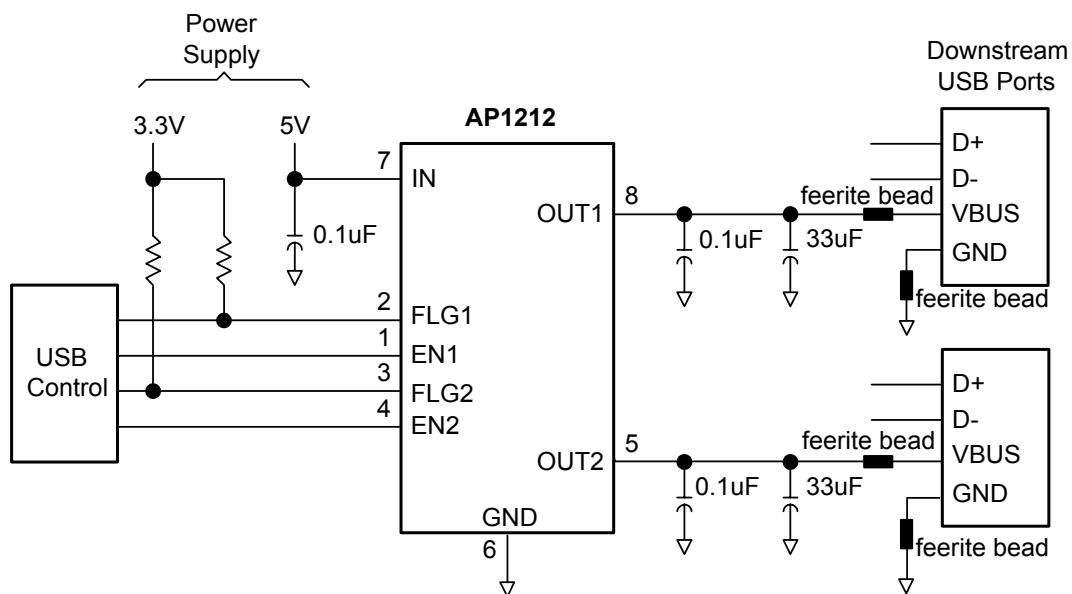 Power
Supply
3.3V
5V
0.1uF
AP1212
7
IN
2
FLG1
1
EN1
3
FLG2
4
EN2
USB
Control
GND
6
OUT1
8
0.1uF
33uF
feerite bead
OUT2
5
0.1uF
33uF
feerite bead
Downstream
USB Ports
D+
D-
VBUS
GND
feerite bead
D+
D-
VBUS
GND
feerite bead